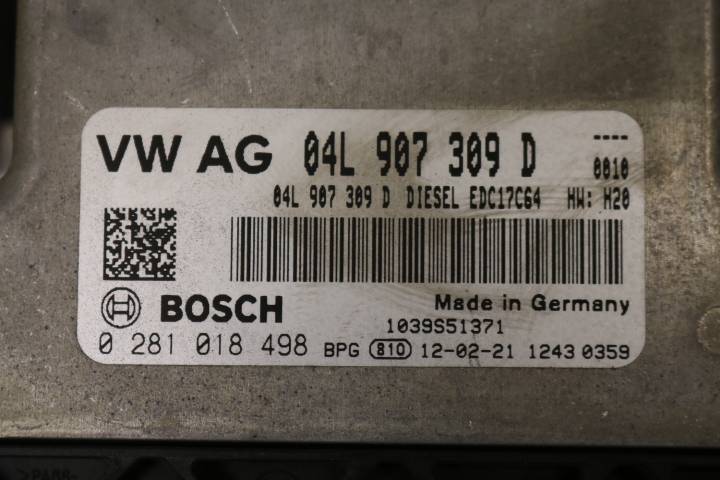 VW AG 04L 907 309 D ----
0010
04L 907 309 D DIESEL EDC17C64 HW: H20
BOSCH Made in Germany
1039S51371
0 281 018 498 BPG 810 12-02-21 1243 0359